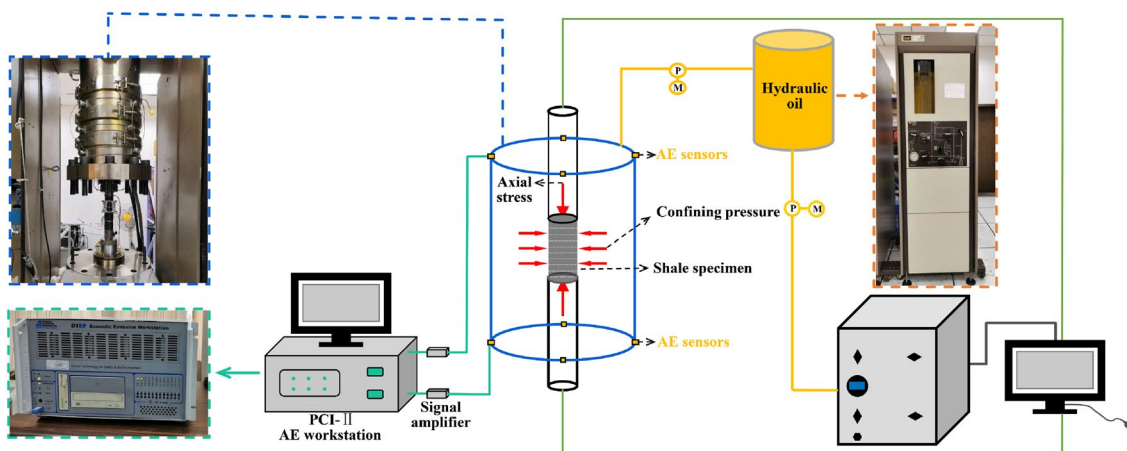 P
M
Hydraulic
oil
AE sensors
Axial
stress
P
M
Confining pressure
Shale specimen
DiSP Acoustic Emission Workstation
AE sensors
PCI-Ⅱ
AE workstation
Signal
amplifier